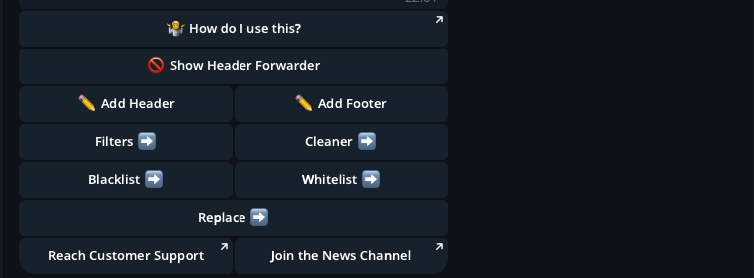 How do I use this?
Show Header Forwarder
Add Header
Add Footer
Filters
Cleaner
Blacklist
Whitelist
Replace
Reach Customer Support
Join the News Channel